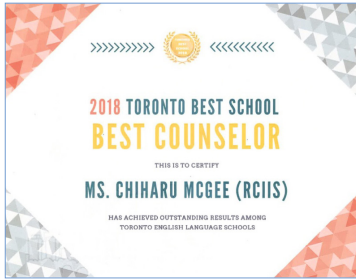 2018 TORONTO BEST SCHOOL
BEST COUNSELOR
THIS IS TO CERTIFY
MS. CHIHARU MCGEE (RCIIS)
HAS ACHIEVED OUTSTANDING RESULTS AMONG
TORONTO ENGLISH LANGUAGE SCHOOLS